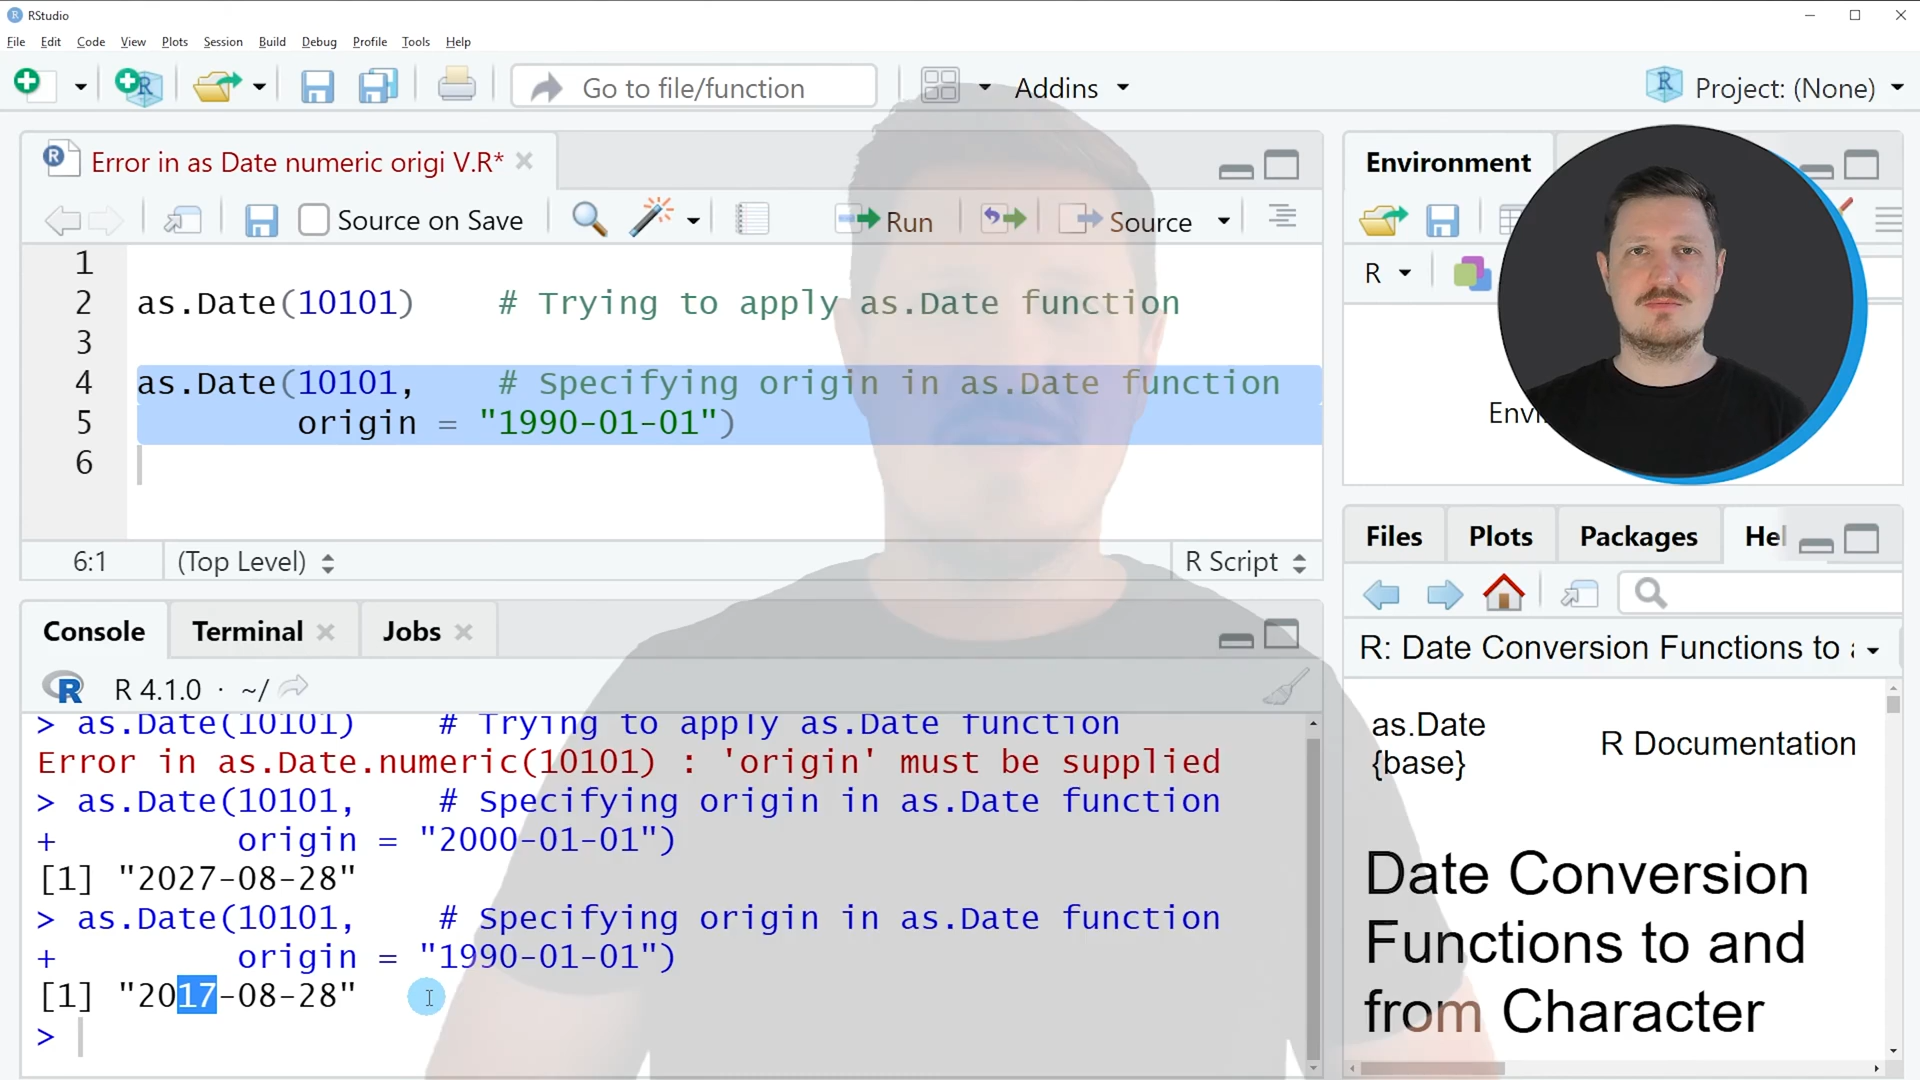 RStudio
File Edit Code View Plots Session Build Debug Profile Tools Help
Go to file/function Addins Project: (None)
Error in as Date numeric origi V.R*
Source on Save Run Source
1
2 as.Date(10101) # Trying to apply as.Date function
3
4 as.Date(10101, # Specifying origin in as.Date function
5 origin = "1990-01-01")
6
6:1 (Top Level) R Script
Console Terminal Jobs
R 4.1.0 · ~/
> as.Date(10101) # Trying to apply as.Date function
Error in as.Date.numeric(10101) : 'origin' must be supplied
> as.Date(10101, # Specifying origin in as.Date function
+ origin = "2000-01-01")
[1] "2027-08-28"
> as.Date(10101, # Specifying origin in as.Date function
+ origin = "1990-01-01")
[1] "2017-08-28"
>
Environment
R
Files Plots Packages
R: Date Conversion Functions to
as.Date
{base}
R Documentation
Date Conversion
Functions to and
from Character